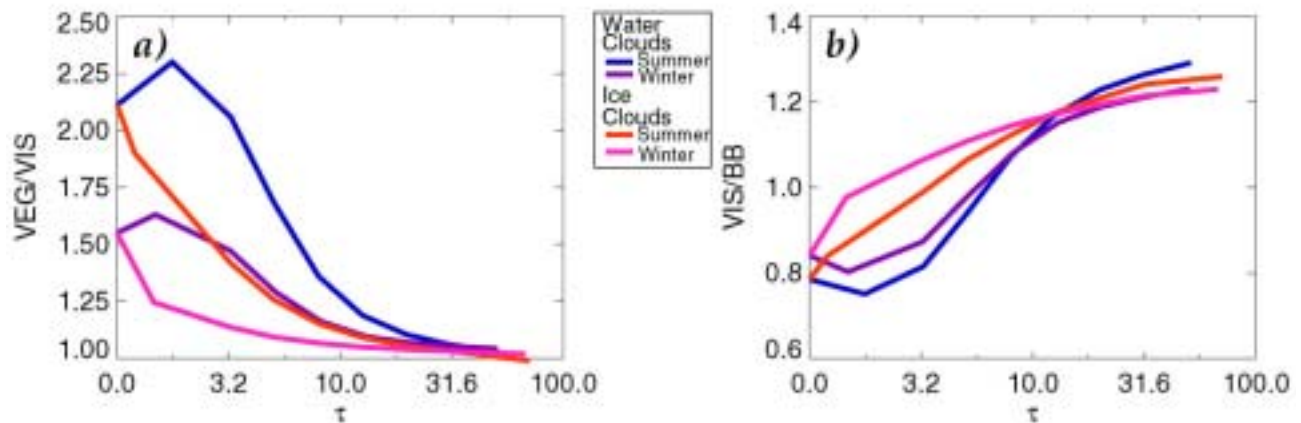 a)
2.50
2.25
2.00
1.75
1.50
1.25
1.00
VEG/VIS
0.0 3.2 10.0 31.6 100.0
τ
Water
Clouds
Summer
Winter
Ice
Clouds
Summer
Winter
b)
1.4
1.2
1.0
0.8
0.6
VIS/BB
0.0 3.2 10.0 31.6 100.0
τ